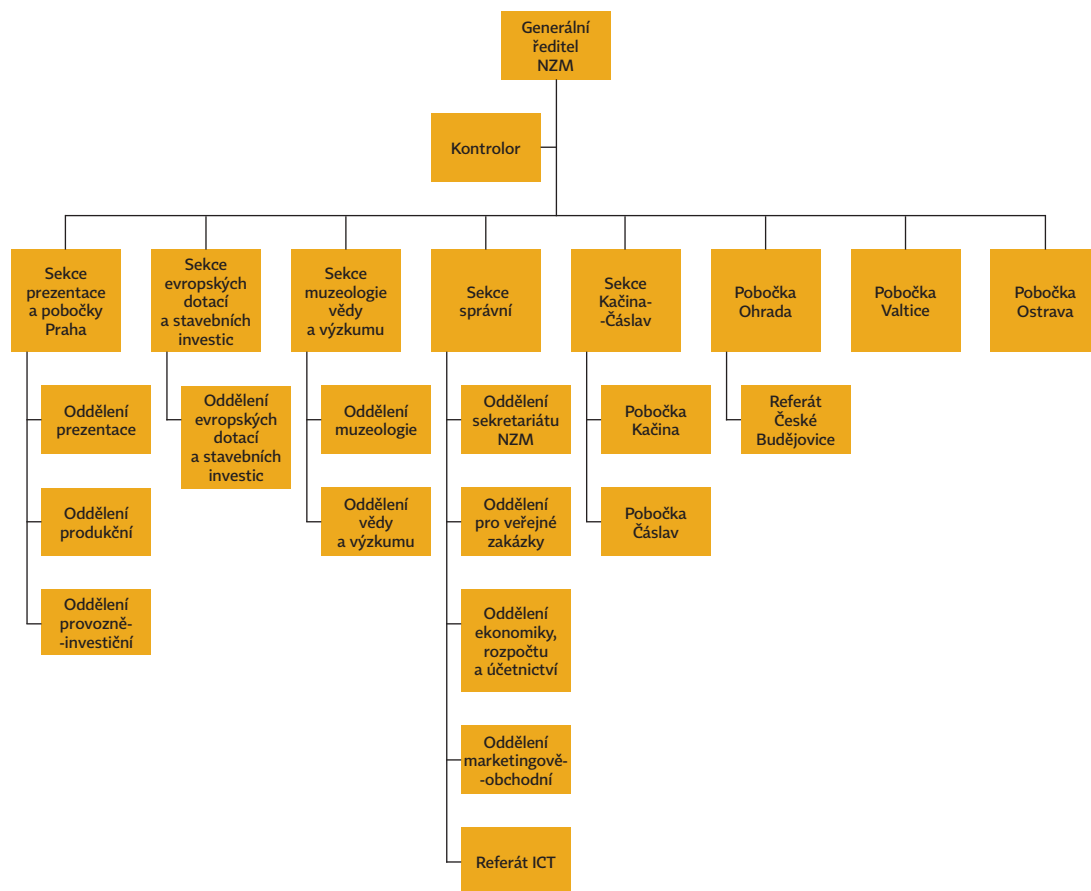 Generální
ředitel
NZM
Kontrolor
Sekce
prezentace
a pobočky
Praha
Sekce
evropských
dotací
a stavebních
investic
Sekce
muzeologie
vědy
a výzkumu
Sekce
správní
Sekce
Kačina-
-Čáslav
Pobočka
Ohrada
Pobočka
Valtice
Pobočka
Ostrava
Oddělení
prezentace
Oddělení
evropských
dotací
a stavebních
investic
Oddělení
muzeologie
Oddělení
sekretariátu
NZM
Pobočka
Kačina
Referát
České
Budějovice
Oddělení
produkční
Oddělení
vědy
a výzkumu
Oddělení
pro veřejné
zakázky
Pobočka
Čáslav
Oddělení
provozně-
-investiční
Oddělení
ekonomiky,
rozpočtu
a účetnictví
Oddělení
marketingově-
-obchodní
Referát ICT